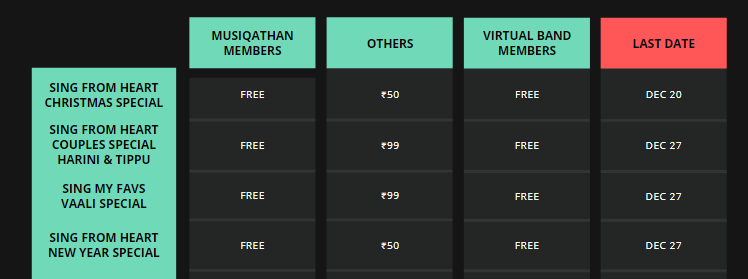 MUSIQATHAN
MEMBERS
OTHERS
VIRTUAL BAND
MEMBERS
LAST DATE
SING FROM HEART
CHRISTMAS SPECIAL
FREE
₹50
FREE
DEC 20
SING FROM HEART
COUPLES SPECIAL
HARINI & TIPPU
FREE
₹99
FREE
DEC 27
SING MY FAVS
VAALI SPECIAL
FREE
₹99
FREE
DEC 27
SING FROM HEART
NEW YEAR SPECIAL
FREE
₹50
FREE
DEC 27